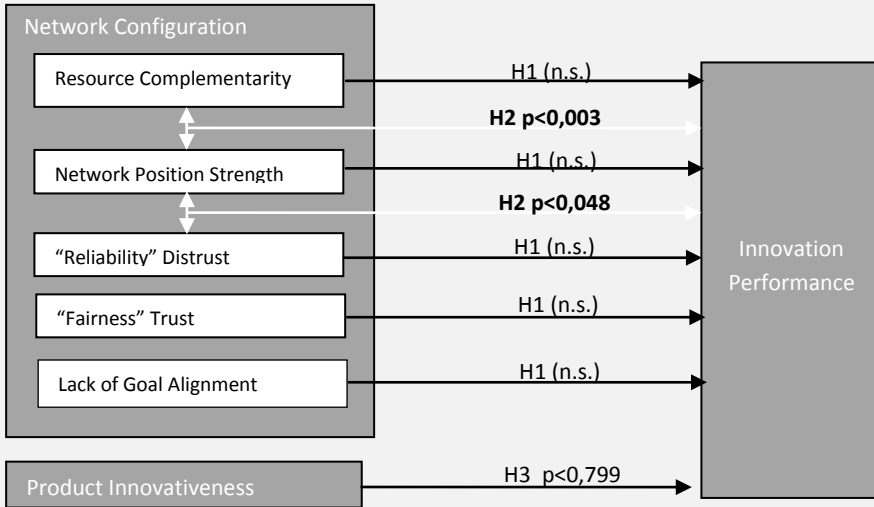 Network Configuration
Resource Complementarity
H1 (n.s.)
H2 p<0,003
Network Position Strength
H1 (n.s.)
H2 p<0,048
“Reliability” Distrust
H1 (n.s.)
Innovation
Performance
“Fairness” Trust
H1 (n.s.)
Lack of Goal Alignment
H1 (n.s.)
Product Innovativeness
H3 p<0,799